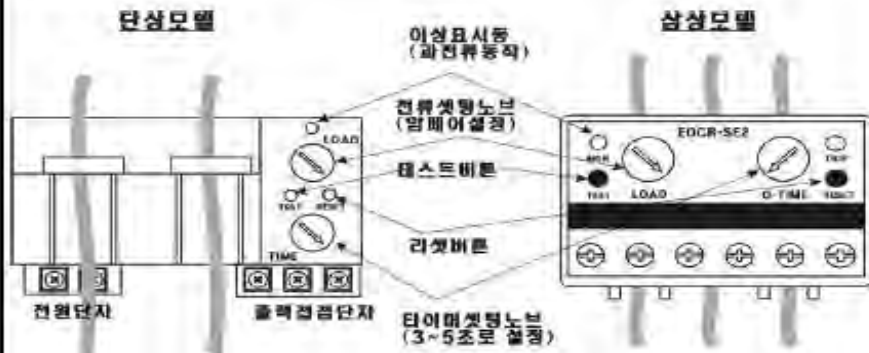 단상모델
삼상모델
이상표시등
(과전류동작)
전류셋팅노브
(암페어설정)
테스트버튼
리셋버튼
타이머셋팅노브
(3~5초로 설정)
LOAD
TEST
RESET
TIME
전원단자
출력접점단자
EOCR-SE2
TRIP
TEST
LOAD
O-TIME
RESET